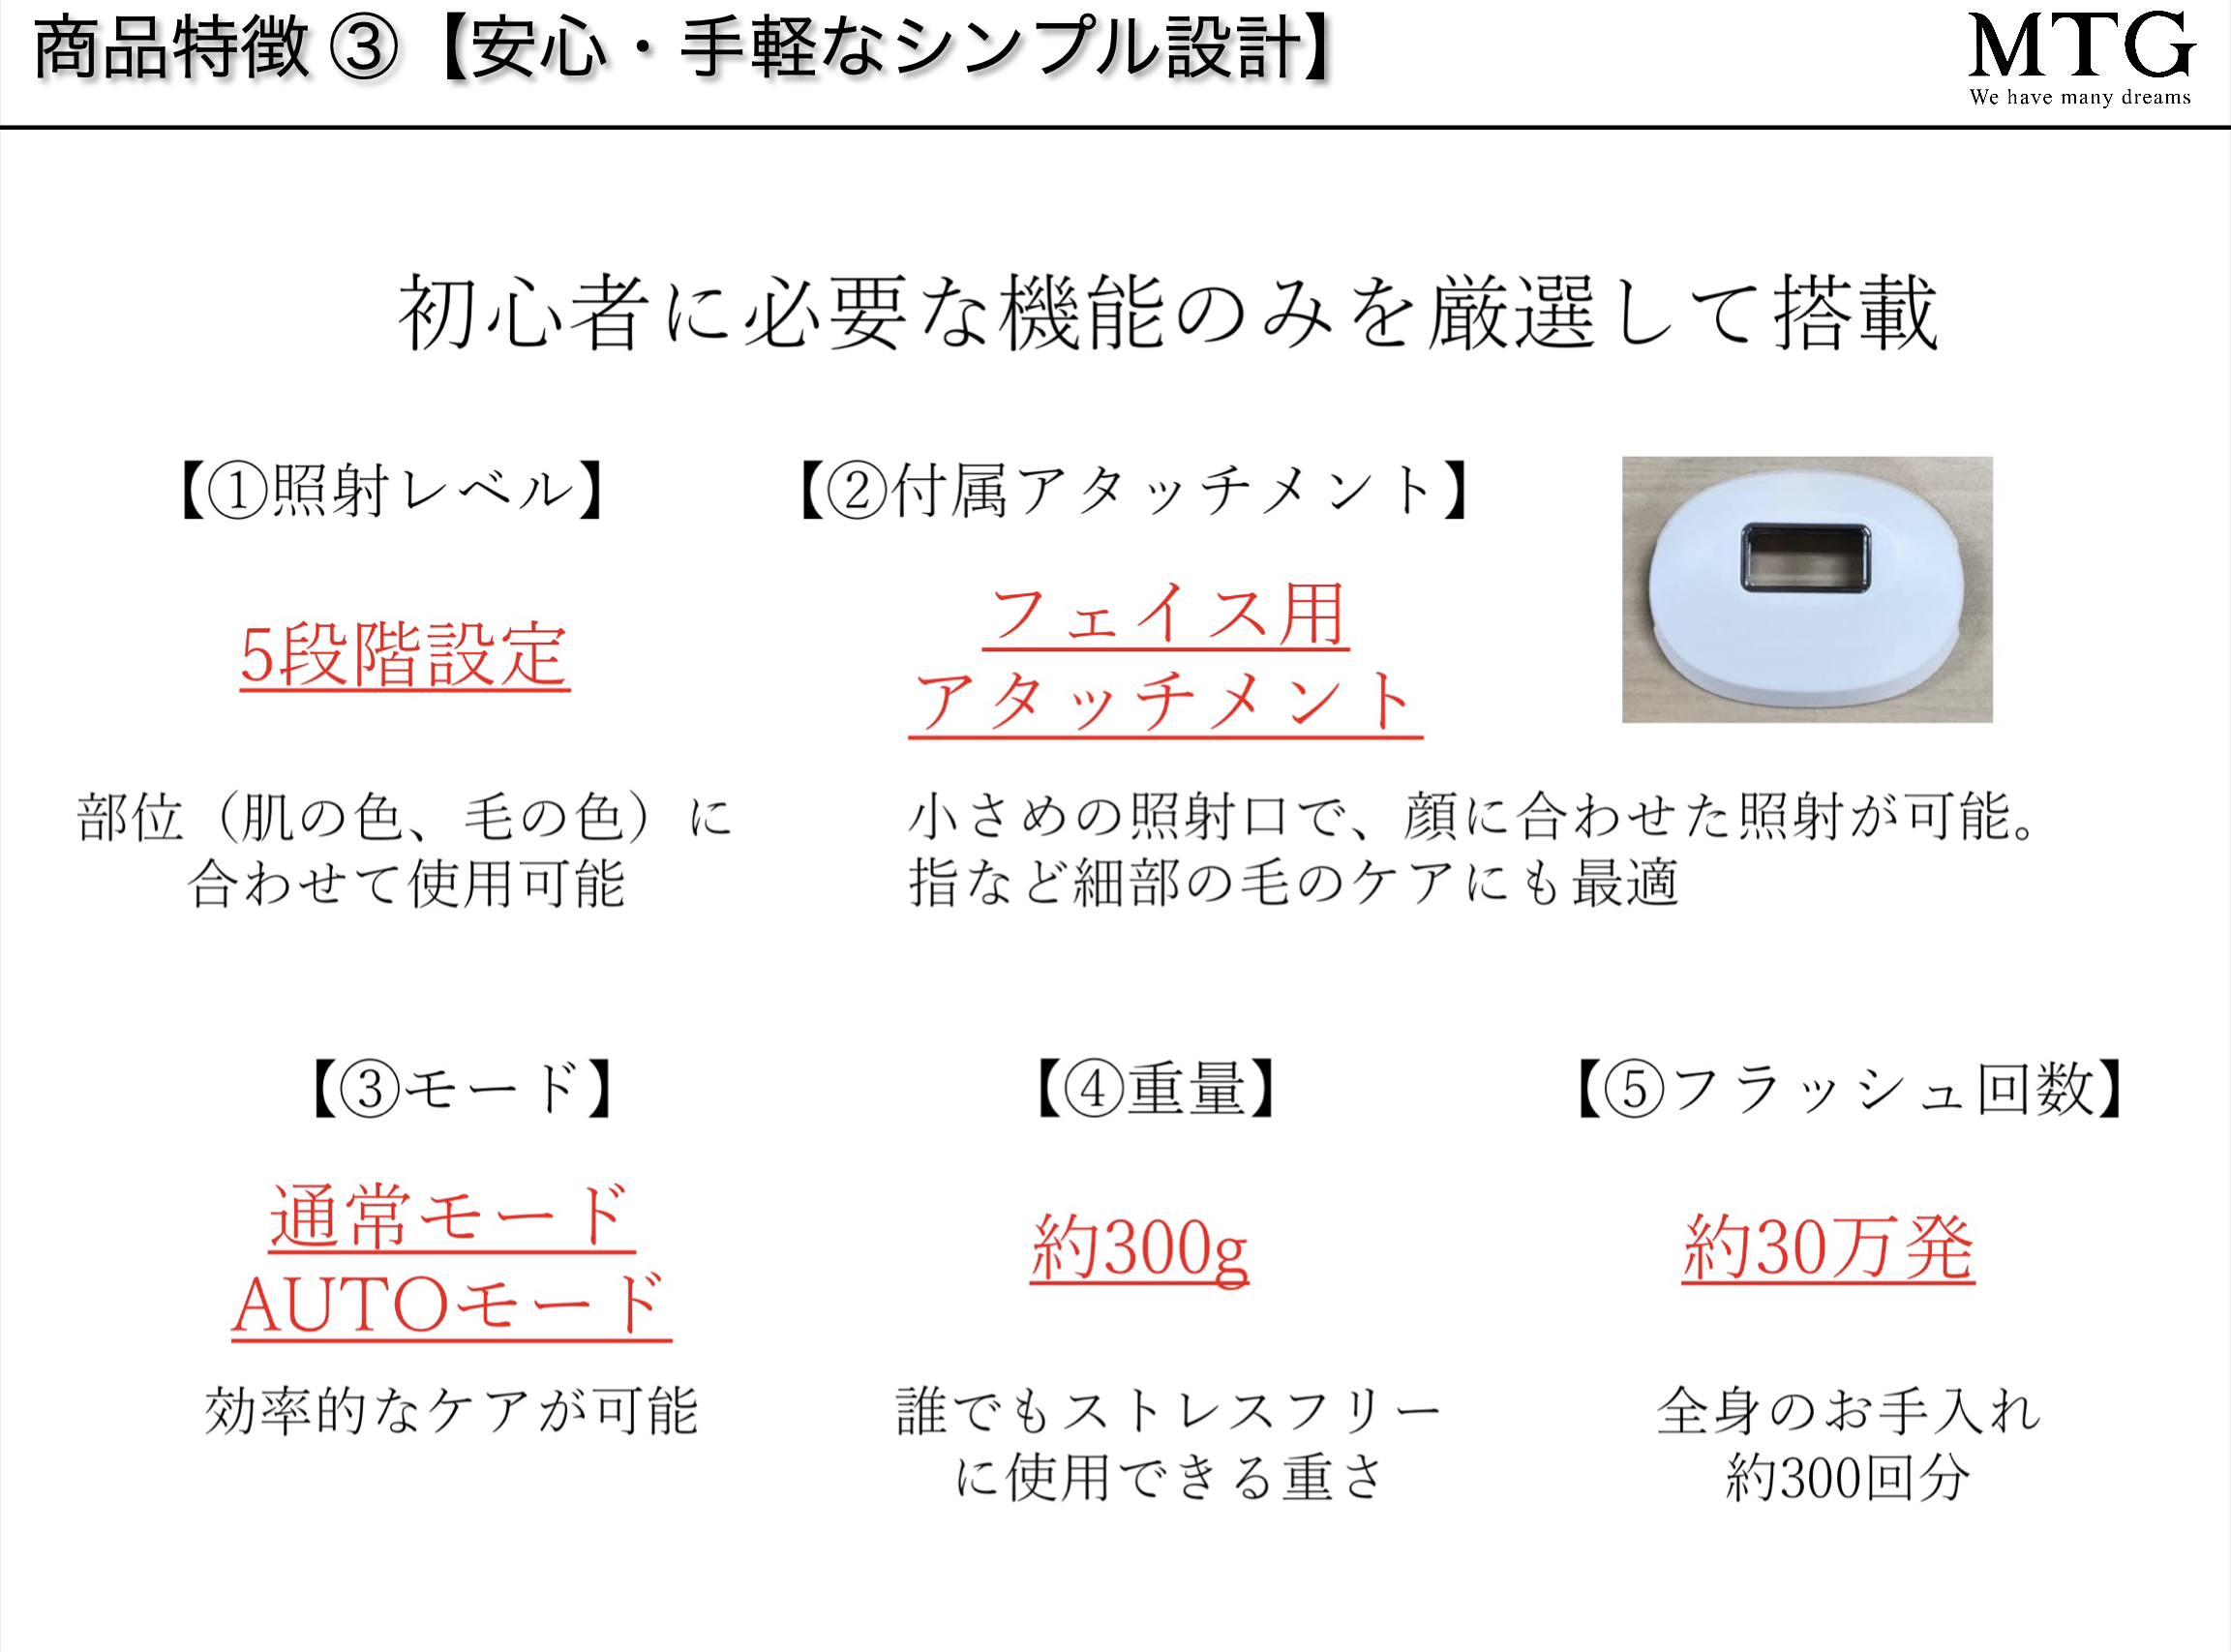 商品特徴 ③【安心・手軽なシンプル設計】
MTG
We have many dreams
初心者に必要な機能のみを厳選して搭載
【①照射レベル】
5段階設定
部位（肌の色、毛の色）に
合わせて使用可能
【②付属アタッチメント】
フェイス用
アタッチメント
小さめの照射口で、顔に合わせた照射が可能。
指など細部の毛のケアにも最適
【③モード】
通常モード
AUTOモード
効率的なケアが可能
【④重量】
約300g
誰でもストレスフリー
に使用できる重さ
【⑤フラッシュ回数】
約30万発
全身のお手入れ
約300回分